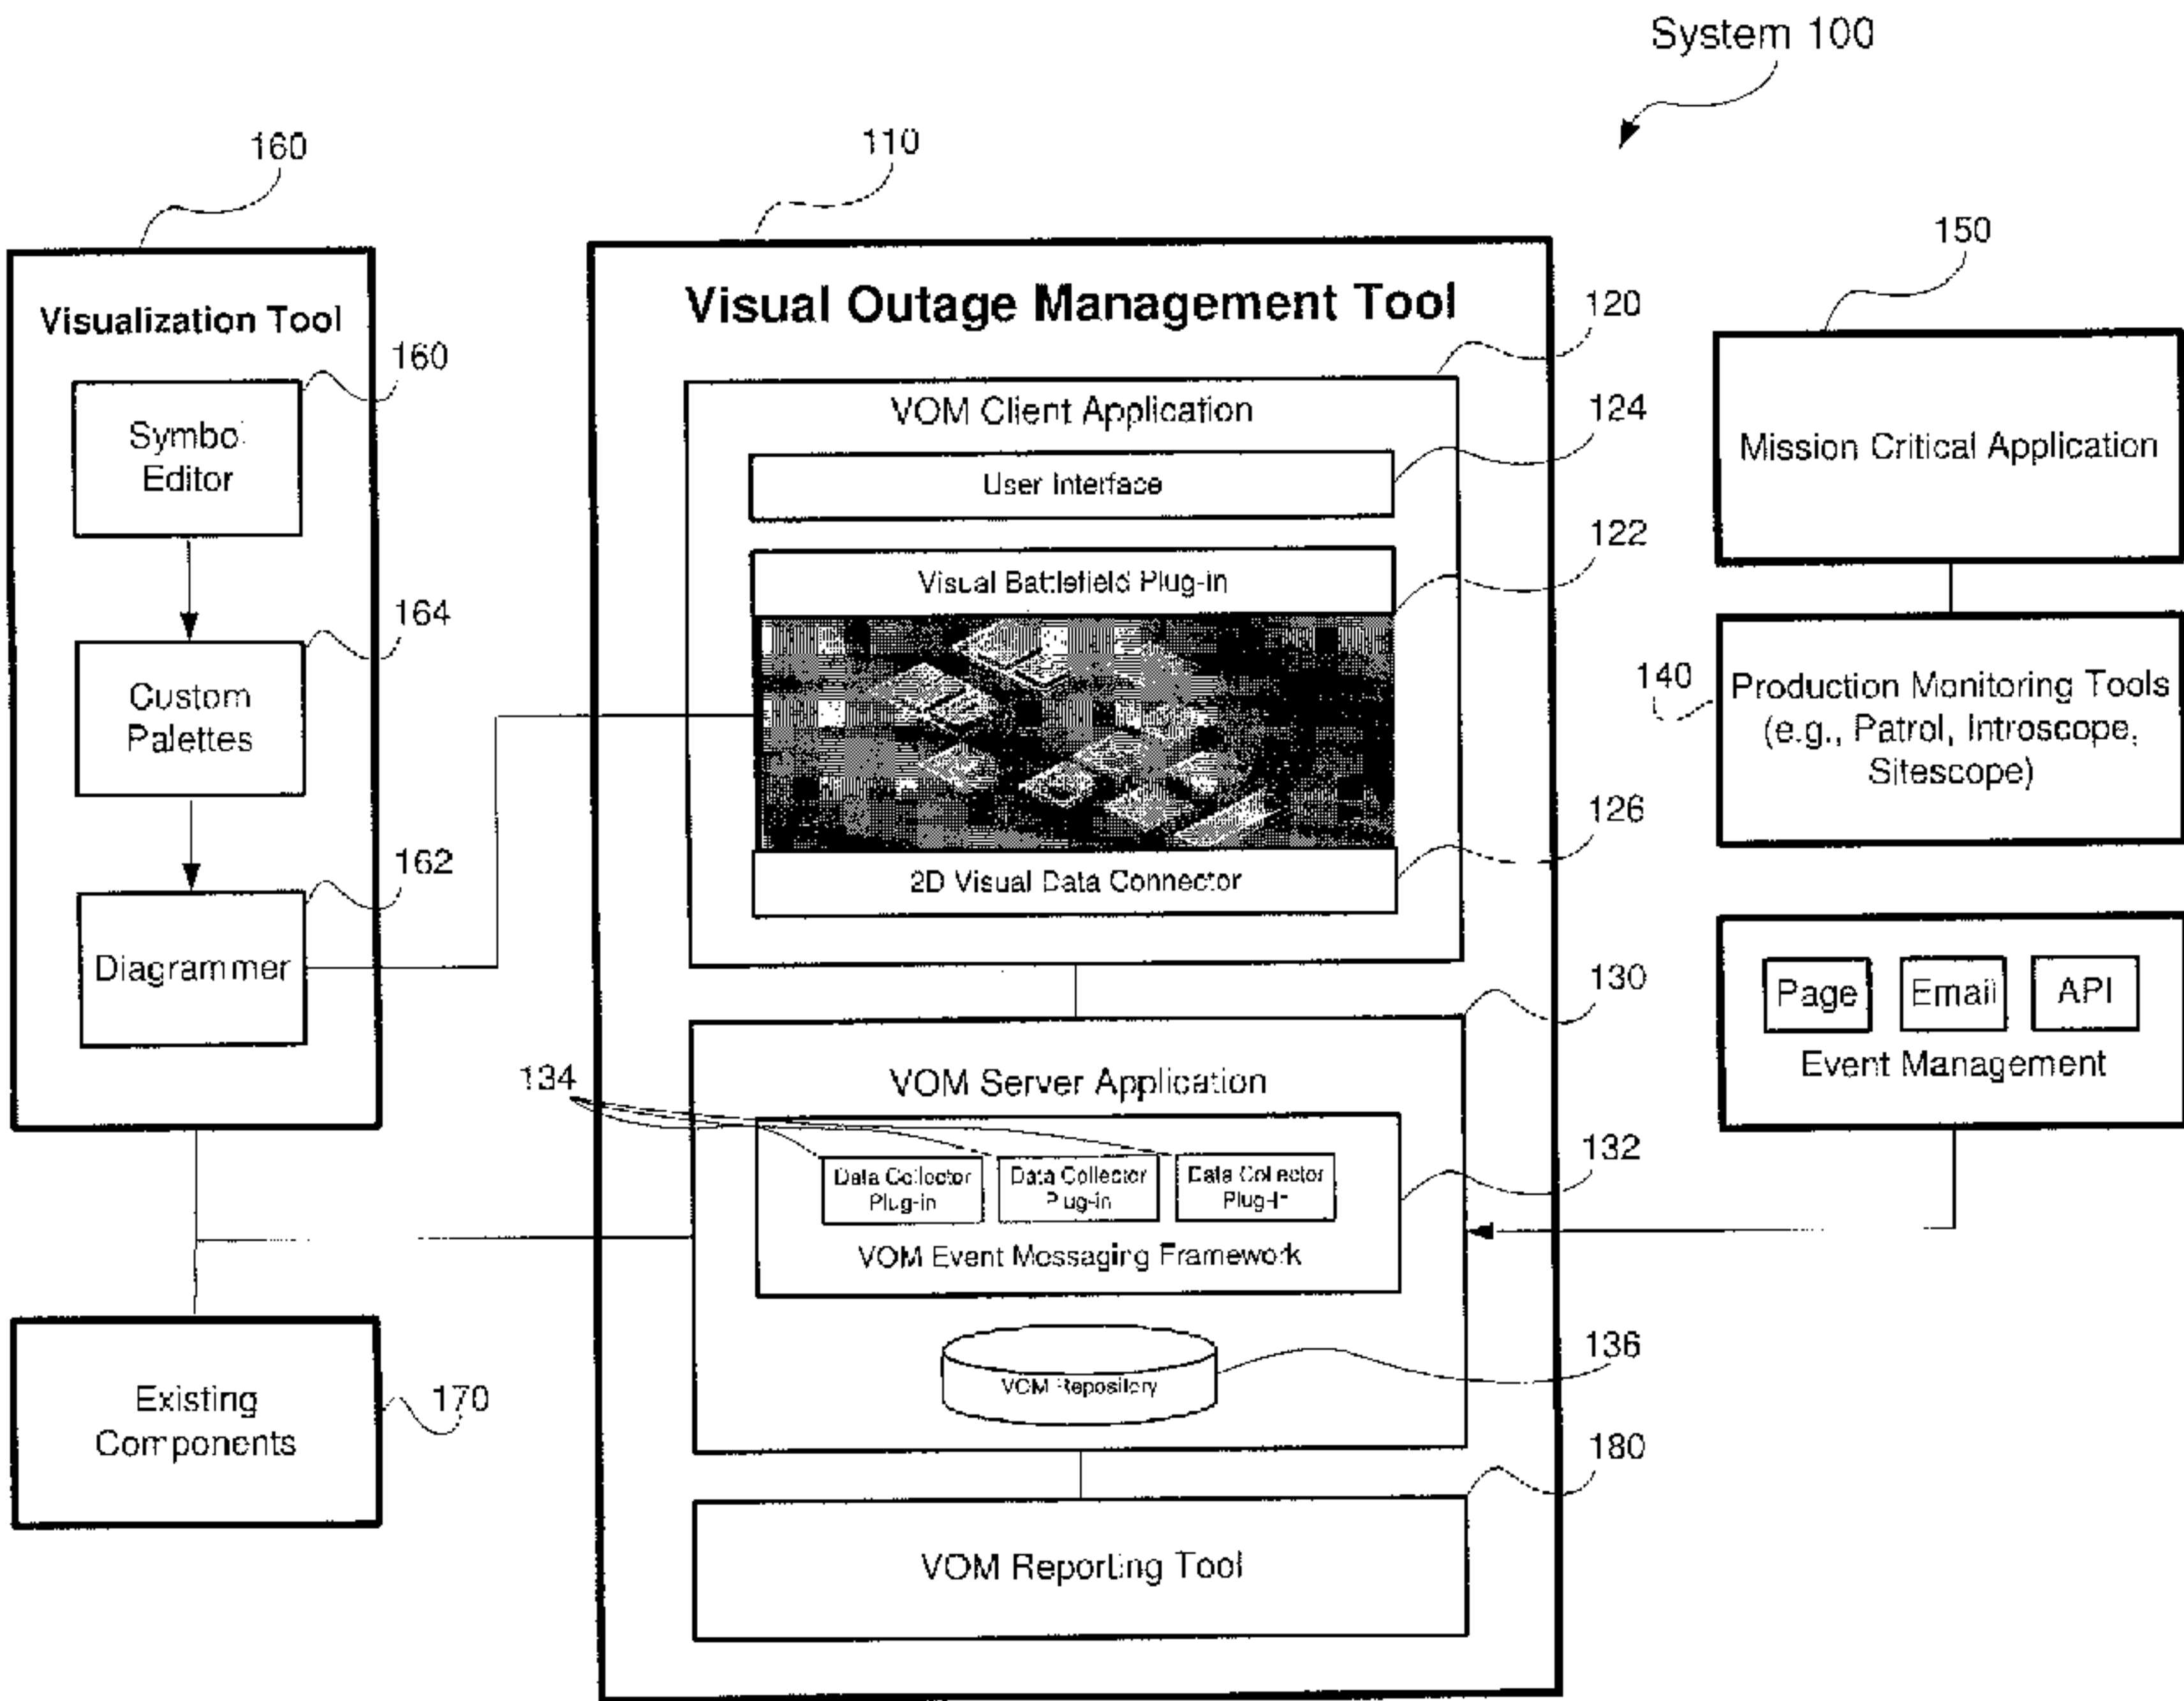 System 100
160
Visualization Tool
160
Symbol
Editor
164
Custom
Palettes
162
Diagrammer
Existing
Components
170
110
Visual Outage Management Tool
120
VOM Client Application
124
User Interface
122
Visual Battlefield Plug-in
126
2D Visual Data Connector
130
VOM Server Application
134
Data Collector
Plug-in
Data Collector
Plug-in
Data Collector
Plug-in
132
VOM Event Messaging Framework
136
VOM Repository
180
VOM Reporting Tool
150
Mission Critical Application
140
Production Monitoring Tools
(e.g., Patrol, Introscope,
Sitescope)
Page Email API
Event Management